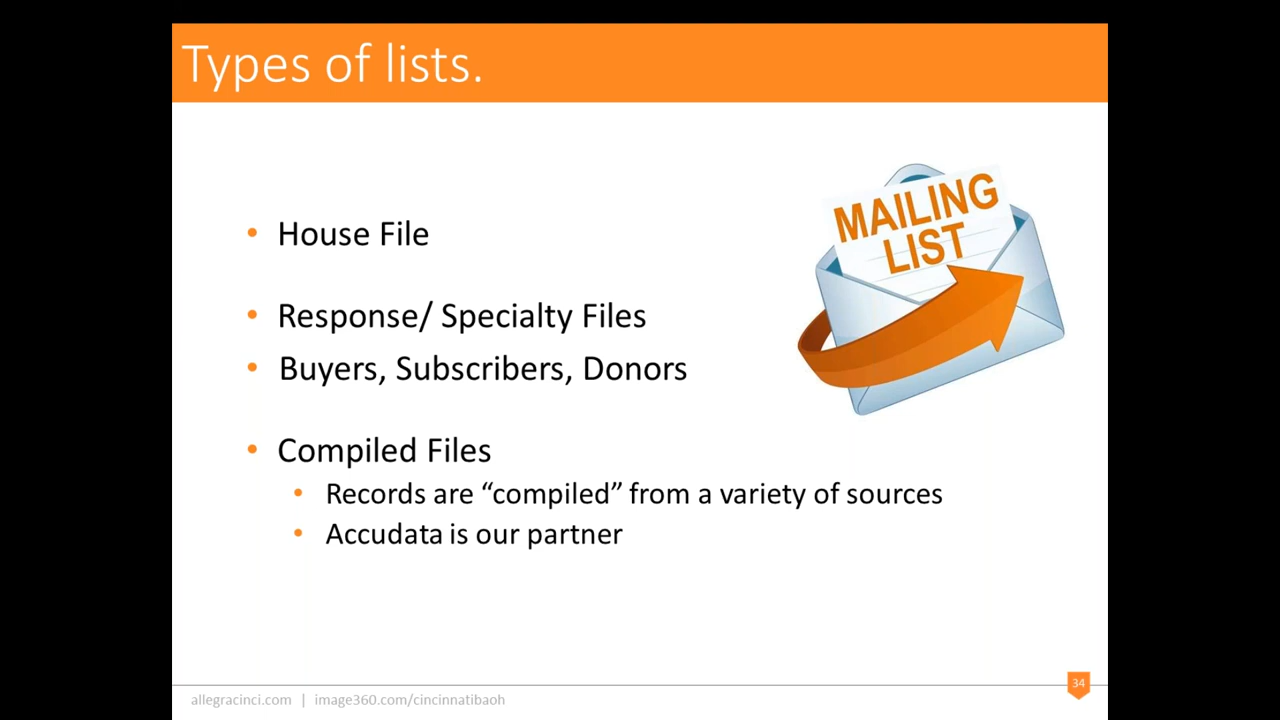 Types of lists.
MAILING
LIST
• House File
• Response/ Specialty Files
• Buyers, Subscribers, Donors
• Compiled Files
• Records are “compiled” from a variety of sources
• Accudata is our partner
allegracinci.com | image360.com/cincinnatibaoh
34